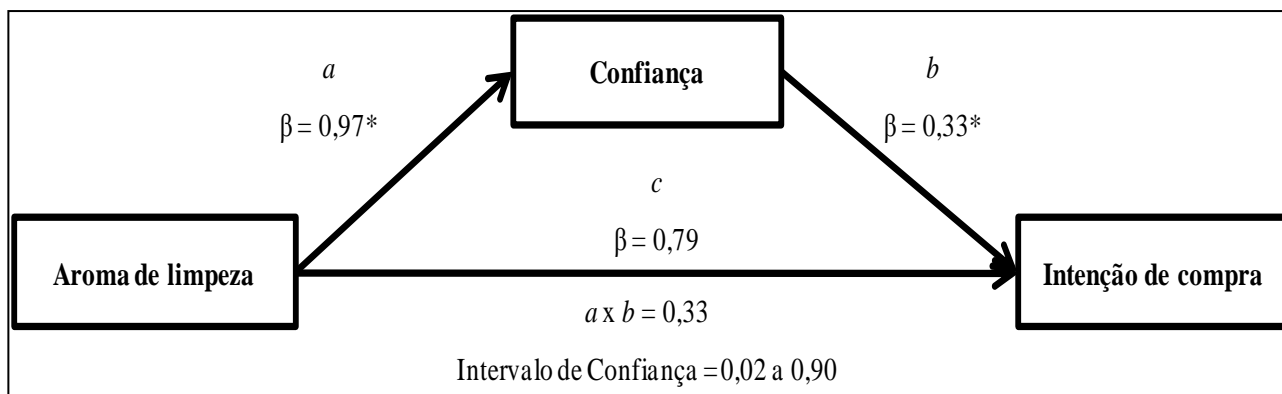 a
Confiança
b
β = 0,97*
β = 0,33*
c
β = 0,79
Aroma de limpeza
Intenção de compra
a x b = 0,33
Intervalo de Confiança =0,02 a 0,90